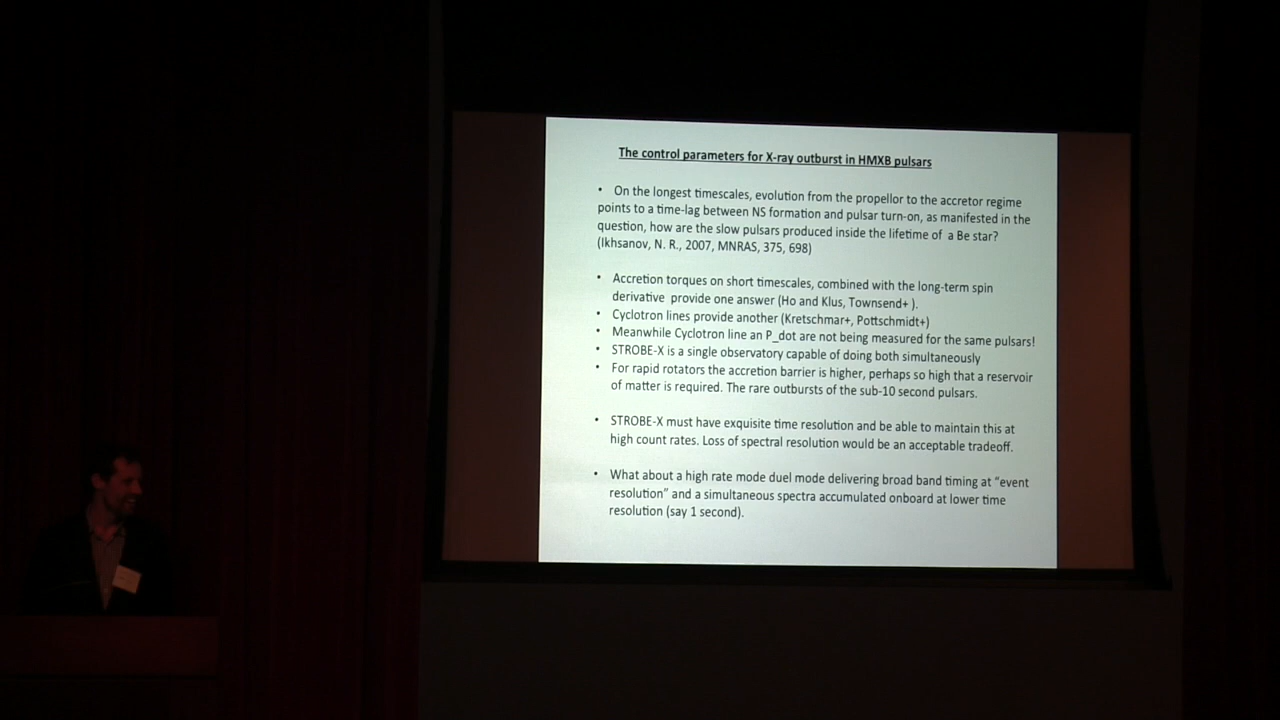 The control parameters for X-ray outburst in HMXB pulsars
• On the longest timescales, evolution from the propellor to the accretor regime
points to a time-lag between NS formation and pulsar turn-on, as manifested in the
question, how are the slow pulsars produced inside the lifetime of a Be star?
(Ikhsanov, N. R., 2007, MNRAS, 375, 698)
• Accretion torques on short timescales, combined with the long-term spin
derivative provide one answer (Ho and Klus, Townsend+ ).
• Cyclotron lines provide another (Kretschmar+, Pottschmidt+)
• Meanwhile Cyclotron line an P_dot are not being measured for the same pulsars!
• STROBE-X is a single observatory capable of doing both simultaneously
• For rapid rotators the accretion barrier is higher, perhaps so high that a reservoir
of matter is required. The rare outbursts of the sub-10 second pulsars.
• STROBE-X must have exquisite time resolution and be able to maintain this at
high count rates. Loss of spectral resolution would be an acceptable tradeoff.
• What about a high rate mode duel mode delivering broad band timing at “event
resolution” and a simultaneous spectra accumulated onboard at lower time
resolution (say 1 second).